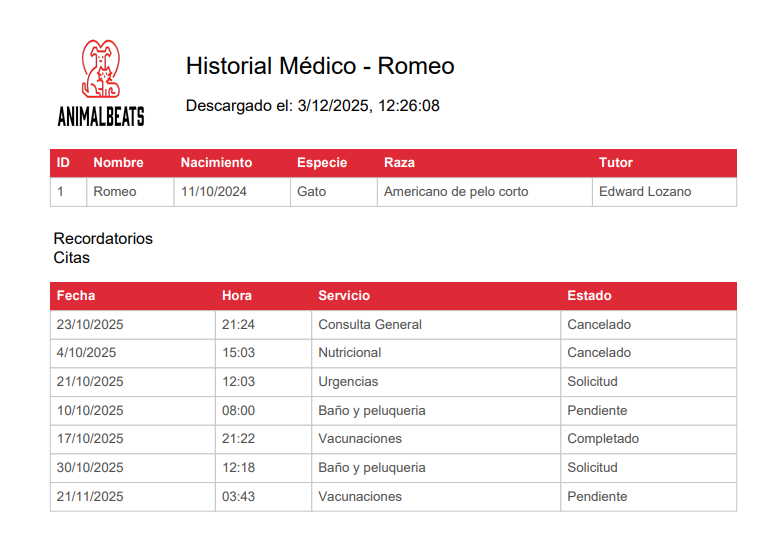 Historial Médico - Romeo
Descargado el: 3/12/2025, 12:26:08
ANIMALBEATS
ID Nombre Nacimiento Especie Raza Tutor
1 Romeo 11/10/2024 Gato Americano de pelo corto Edward Lozano
Recordatorios
Citas
Fecha Hora Servicio Estado
23/10/2025 21:24 Consulta General Cancelado
4/10/2025 15:03 Nutricional Cancelado
21/10/2025 12:03 Urgencias Solicitud
10/10/2025 08:00 Baño y peluqueria Pendiente
17/10/2025 21:22 Vacunaciones Completado
30/10/2025 12:18 Baño y peluqueria Solicitud
21/11/2025 03:43 Vacunaciones Pendiente